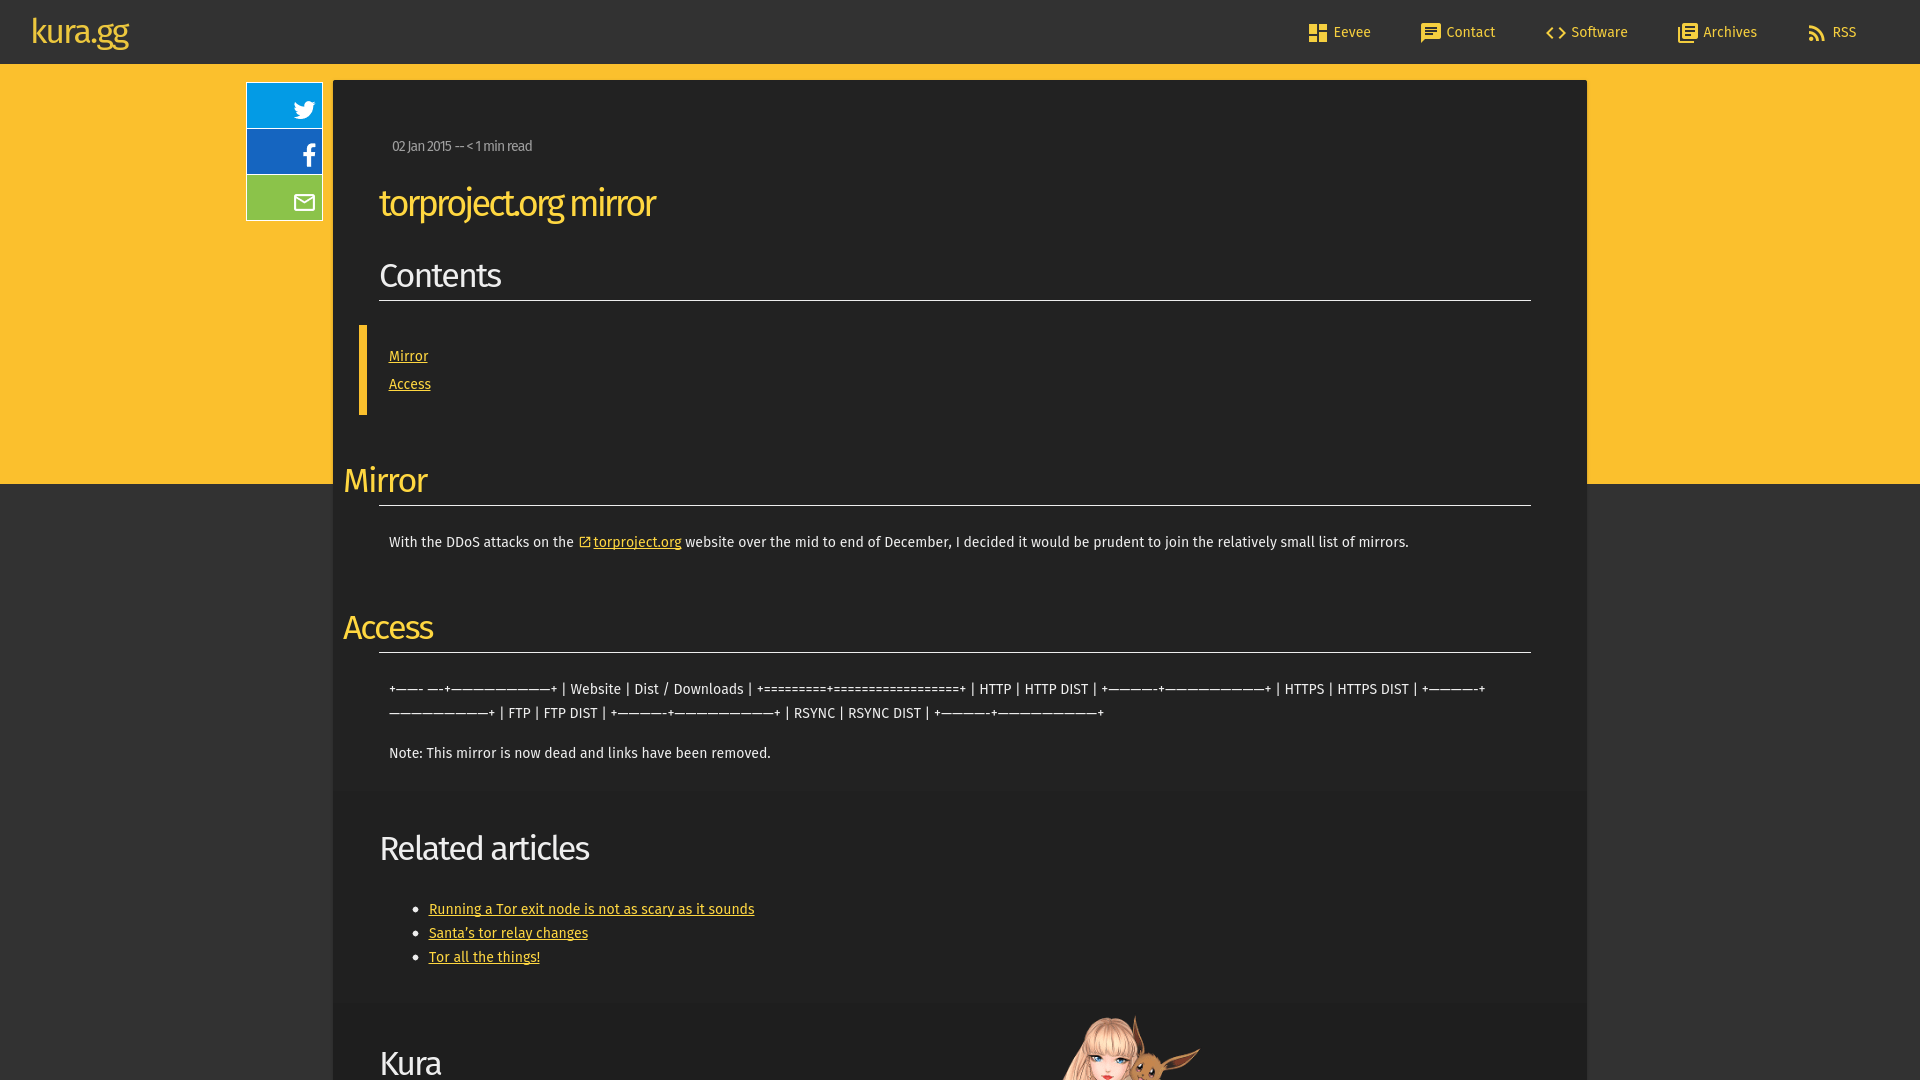 kura.gg
Eevee
Contact
Software
Archives
RSS
02 Jan 2015 -- < 1 min read
torproject.org mirror
Contents
Mirror
Access
Mirror
With the DDoS attacks on the torproject.org website over the mid to end of December, I decided it would be prudent to join the relatively small list of mirrors.
Access
+——- —-+—————————+ | Website | Dist / Downloads | +=========+==================+ | HTTP | HTTP DIST | +————-+—————————+ | HTTPS | HTTPS DIST | +————-+
—————————+ | FTP | FTP DIST | +————-+—————————+ | RSYNC | RSYNC DIST | +————-+—————————+
Note: This mirror is now dead and links have been removed.
Related articles
Running a Tor exit node is not as scary as it sounds
Santa’s tor relay changes
Tor all the things!
Kura